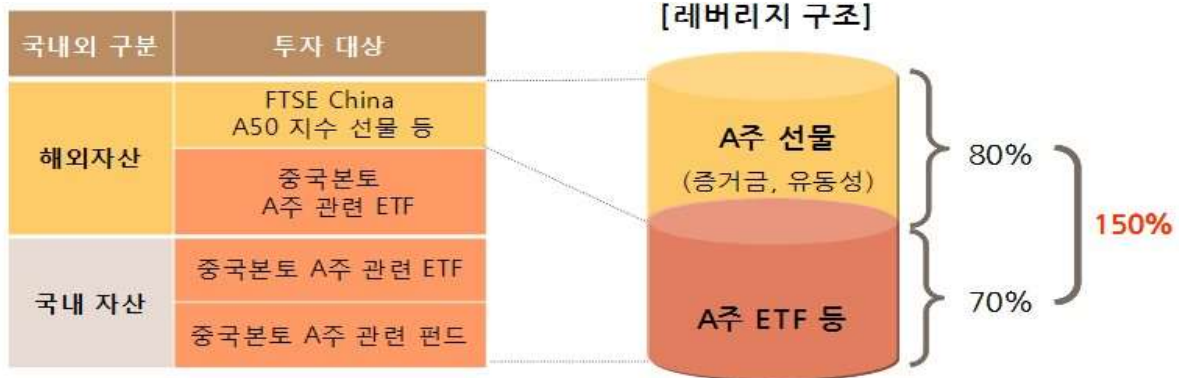 [레버리지 구조]
국내외 구분
투자 대상
해외자산
FTSE China
A50 지수 선물 등
중국본토
A주 관련 ETF
국내 자산
중국본토 A주 관련 ETF
중국본토 A주 관련 펀드
A주 선물
(증거금, 유동성)
A주 ETF 등
80%
70%
150%